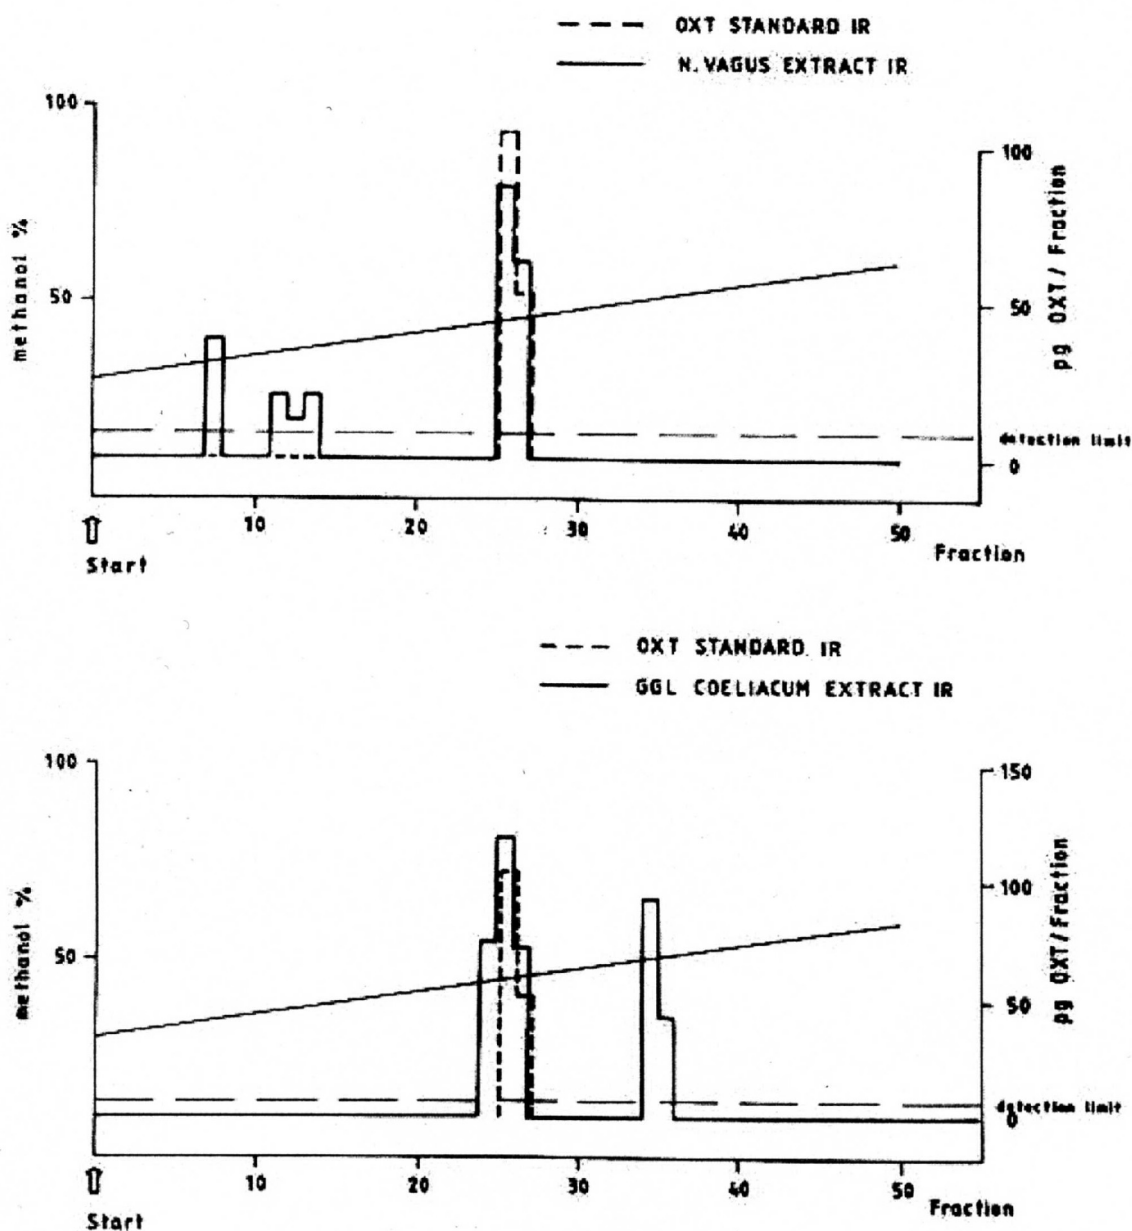 OXT STANDARD IR
N.VAGUS EXTRACT IR
100
50
methanol %
100
50
0
pg OXT/ Fraction
detection limit
10
20
30
40
50
Start
Fraction
OXT STANDARD. IR
GGL COELIACUM EXTRACT IR
100
50
methanol %
150
100
50
0
pg OXT/Fraction
detection limit
10
20
30
40
50
Start
Fraction